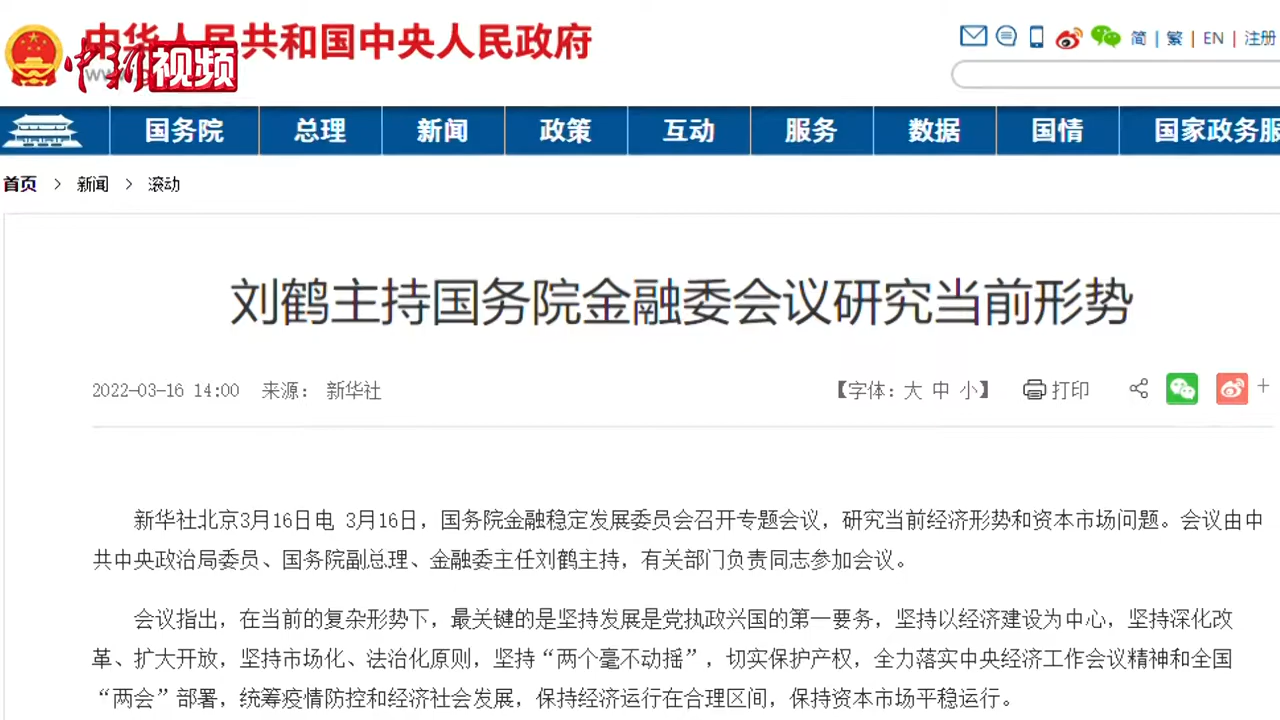 中华人民共和国中央人民政府
中新视频
简 | 繁 | EN | 注册
国务院 总理 新闻 政策 互动 服务 数据 国情 国家政务服
首页 > 新闻 > 滚动
刘鹤主持国务院金融委会议研究当前形势
2022-03-16 14:00 来源： 新华社 【字体：大 中 小】 打印 +
新华社北京3月16日电 3月16日，国务院金融稳定发展委员会召开专题会议，研究当前经济形势和资本市场问题。会议由中
共中央政治局委员、国务院副总理、金融委主任刘鹤主持，有关部门负责同志参加会议。
会议指出，在当前的复杂形势下，最关键的是坚持发展是党执政兴国的第一要务，坚持以经济建设为中心，坚持深化改
革、扩大开放，坚持市场化、法治化原则，坚持“两个毫不动摇”，切实保护产权，全力落实中央经济工作会议精神和全国
“两会”部署，统筹疫情防控和经济社会发展，保持经济运行在合理区间，保持资本市场平稳运行。